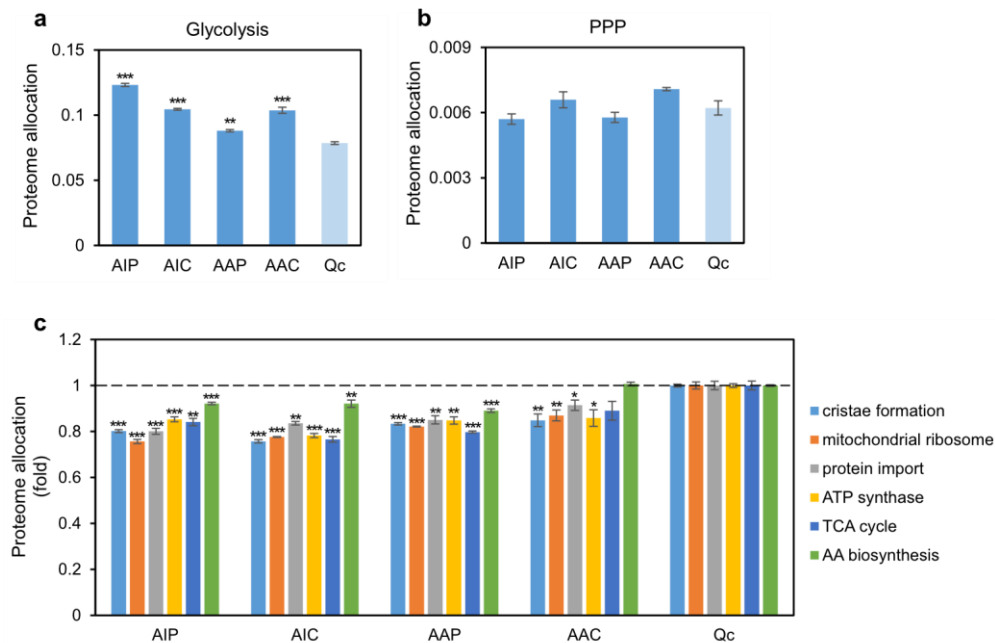 a
Glycolysis
Proteome allocation
0.15
0.1
0.05
0
***
***
**
***
AIP AIC AAP AAC Qc
b
PPP
Proteome allocation
0.009
0.006
0.003
0
AIP AIC AAP AAC Qc
c
Proteome allocation
(fold)
1.2
1
0.8
0.6
0.4
0.2
0
*** *** *** *** ** ***
*** *** ** *** *** **
*** *** ** ** *** ***
** ** * *
AIP AIC AAP AAC Qc
cristae formation
mitochondrial ribosome
protein import
ATP synthase
TCA cycle
AA biosynthesis